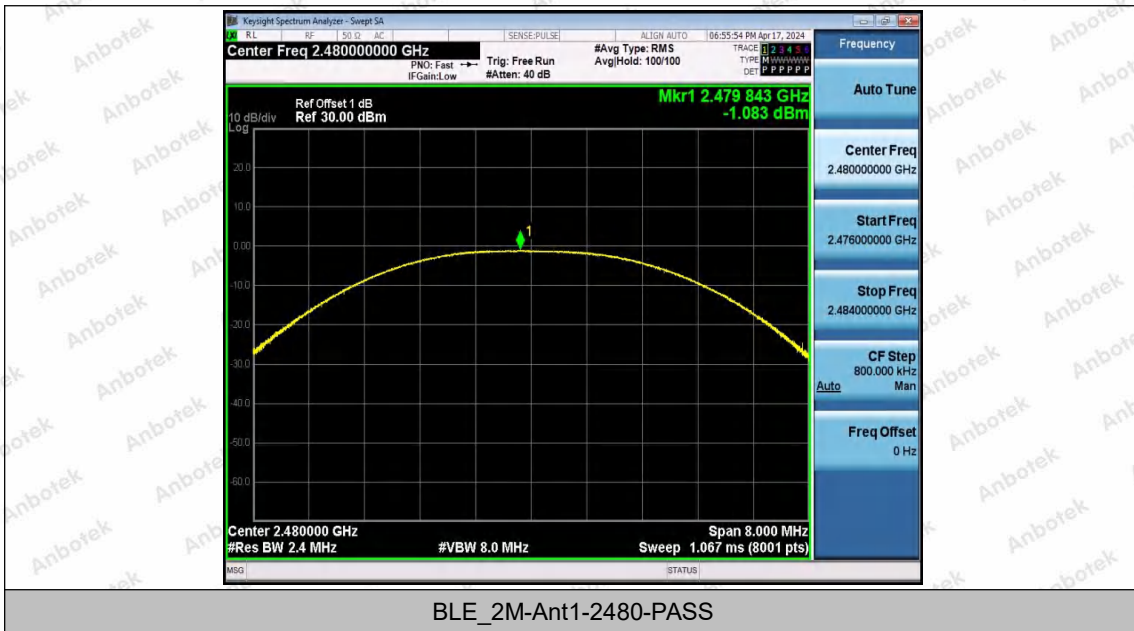 Keysight Spectrum Analyzer - Swept SA
RL RF 50 Ω AC SENSE:PULSE ALIGN AUTO 06:55:54 PM Apr 17, 2024
Center Freq 2.480000000 GHz
PNO: Fast
IFGain:Low
Trig: Free Run
#Atten: 40 dB
#Avg Type: RMS
Avg|Hold: 100/100
TRACE 1 2 3 4 5 6
TYPE M WWWWW
DET P P P P P P
Frequency
Mkr1 2.479 843 GHz
-1.083 dBm
Ref Offset 1 dB
10 dB/div Ref 30.00 dBm
Log
20.0
10.0
0.00
-10.0
-20.0
-30.0
-40.0
-50.0
-60.0
1
Center 2.480000 GHz Span 8.000 MHz
#Res BW 2.4 MHz #VBW 8.0 MHz Sweep 1.067 ms (8001 pts)
MSG STATUS
Auto Tune
Center Freq
2.480000000 GHz
Start Freq
2.476000000 GHz
Stop Freq
2.484000000 GHz
CF Step
800.000 kHz
Auto Man
Freq Offset
0 Hz
BLE_2M-Ant1-2480-PASS
Anbotek